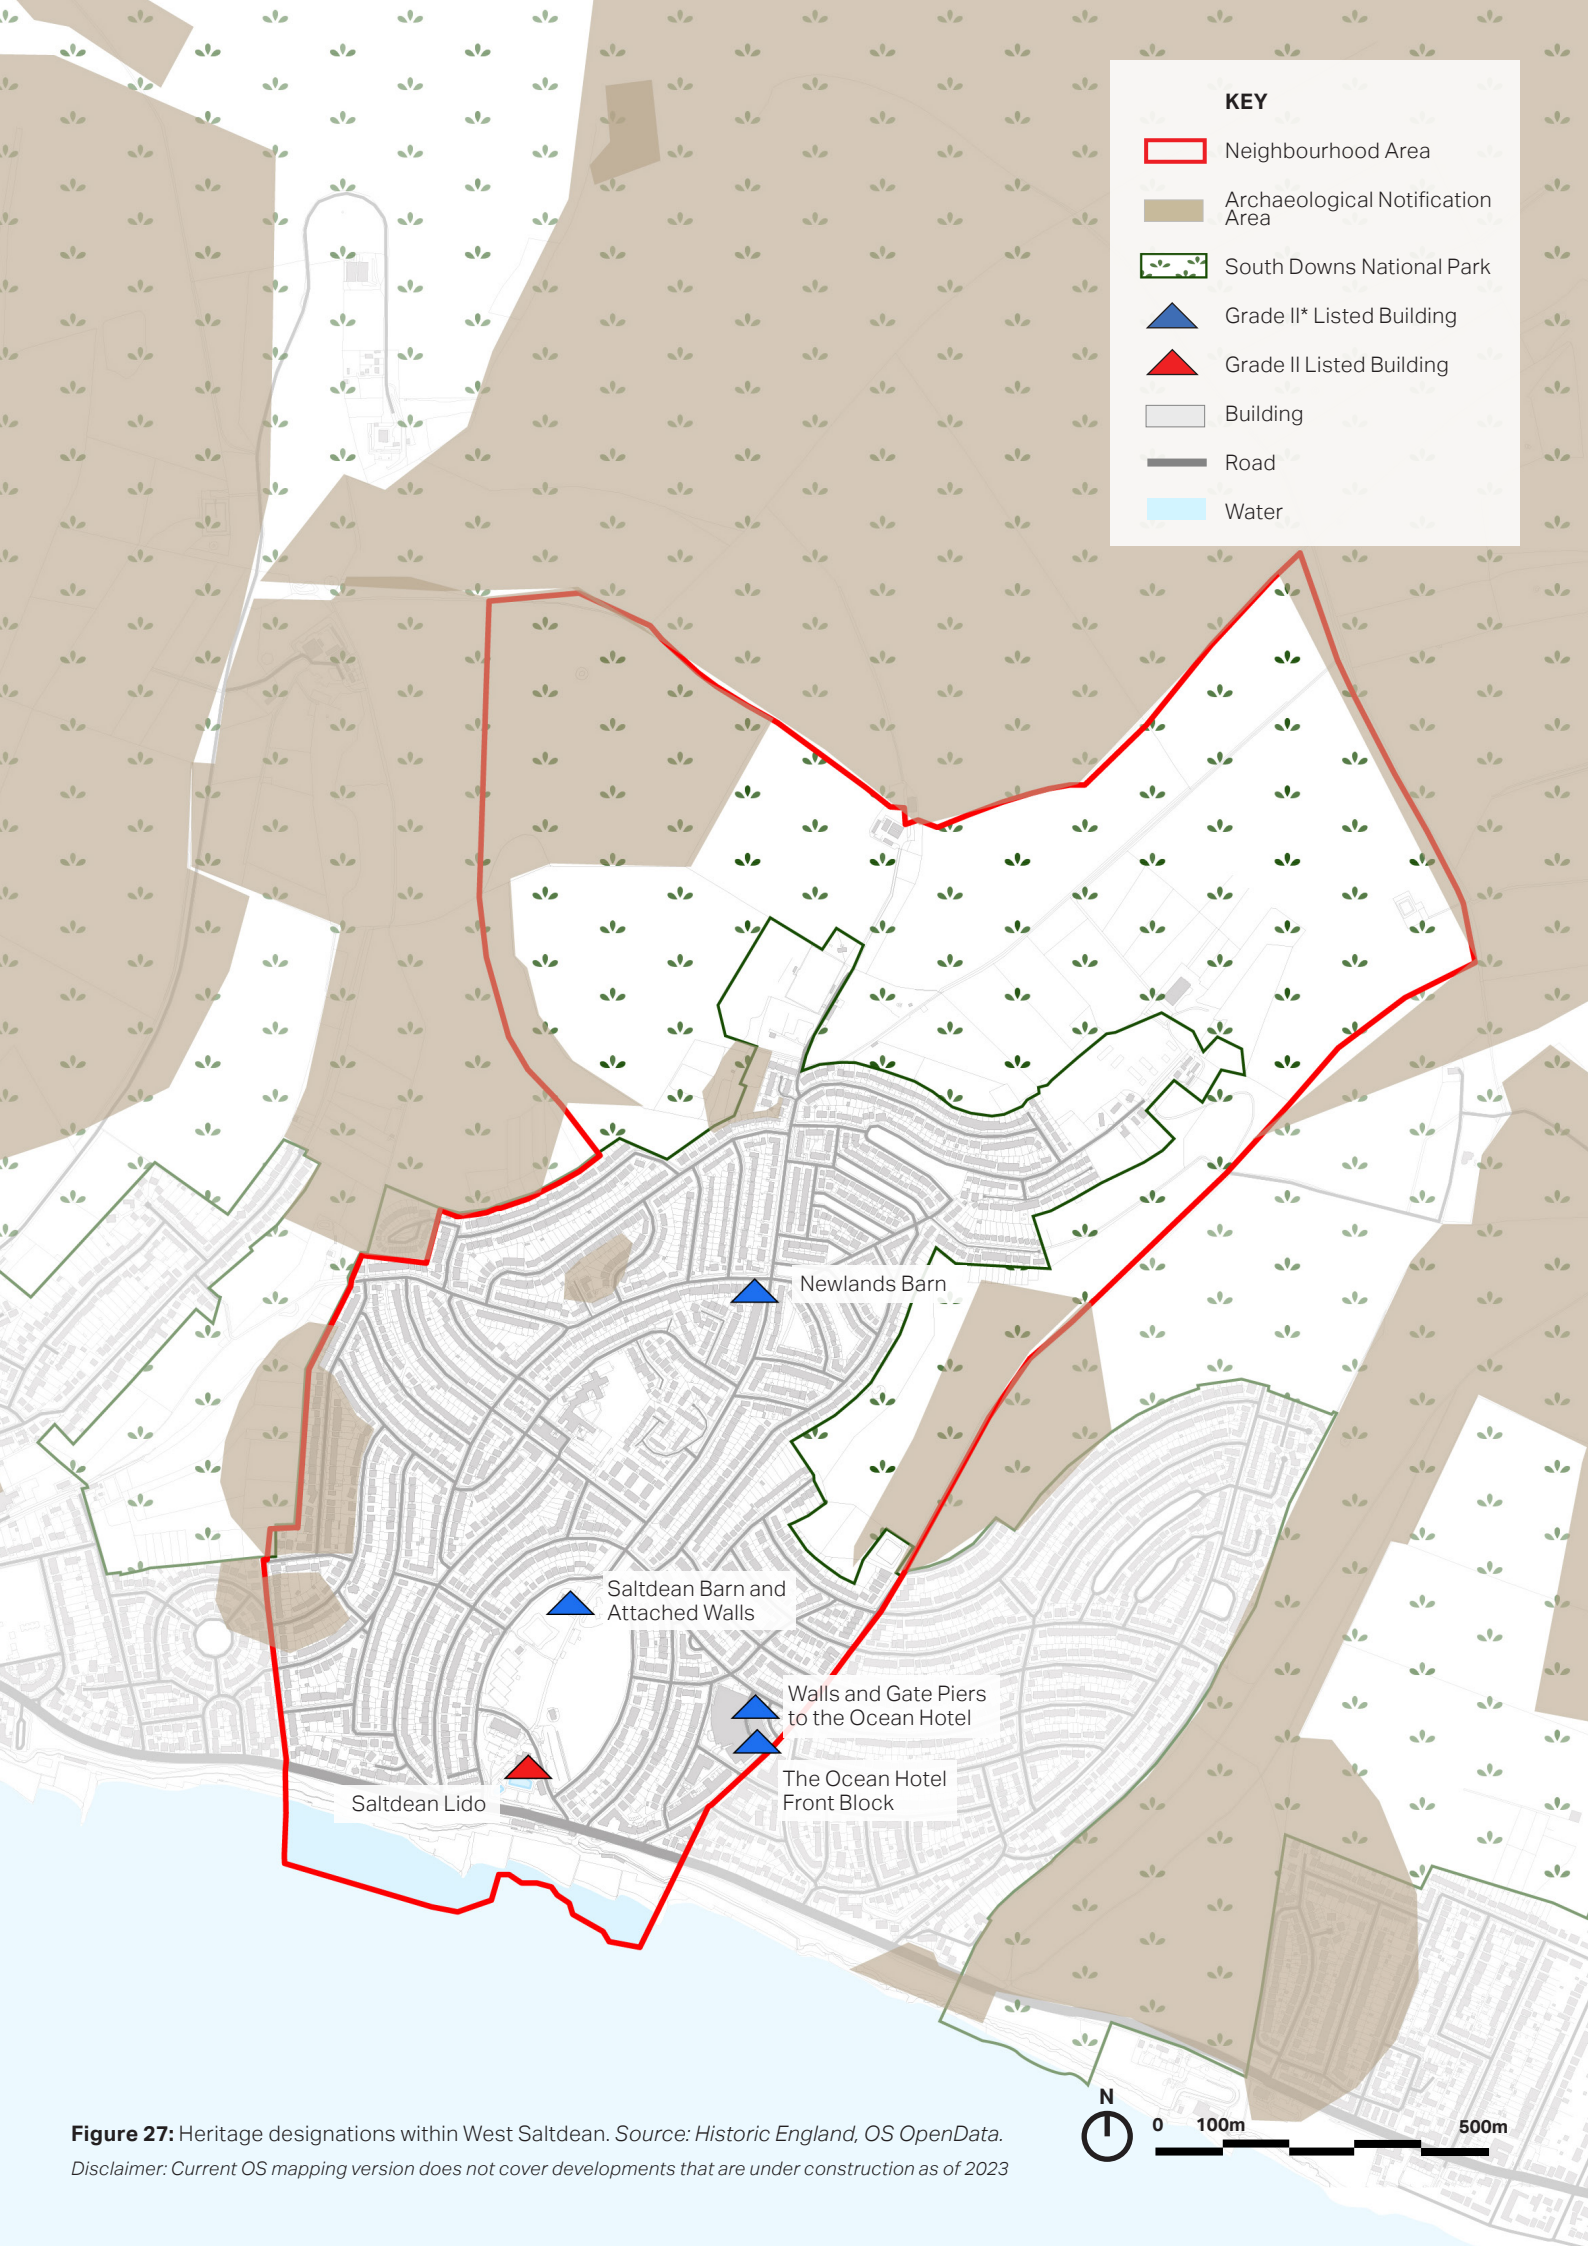 KEY
Neighbourhood Area
Archaeological Notification
Area
South Downs National Park
Grade II* Listed Building
Grade II Listed Building
Building
Road
Water
Newlands Barn
Saltdean Barn and
Attached Walls
Walls and Gate Piers
to the Ocean Hotel
The Ocean Hotel
Front Block
Saltdean Lido
N
0 100m 500m
Figure 27: Heritage designations within West Saltdean. Source: Historic England, OS OpenData.
Disclaimer: Current OS mapping version does not cover developments that are under construction as of 2023